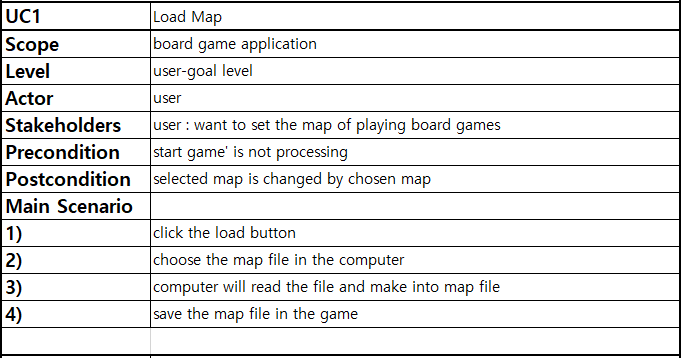 UC1 Load Map
Scope board game application
Level user-goal level
Actor user
Stakeholders user : want to set the map of playing board games
Precondition start game' is not processing
Postcondition selected map is changed by chosen map
Main Scenario
1) click the load button
2) choose the map file in the computer
3) computer will read the file and make into map file
4) save the map file in the game